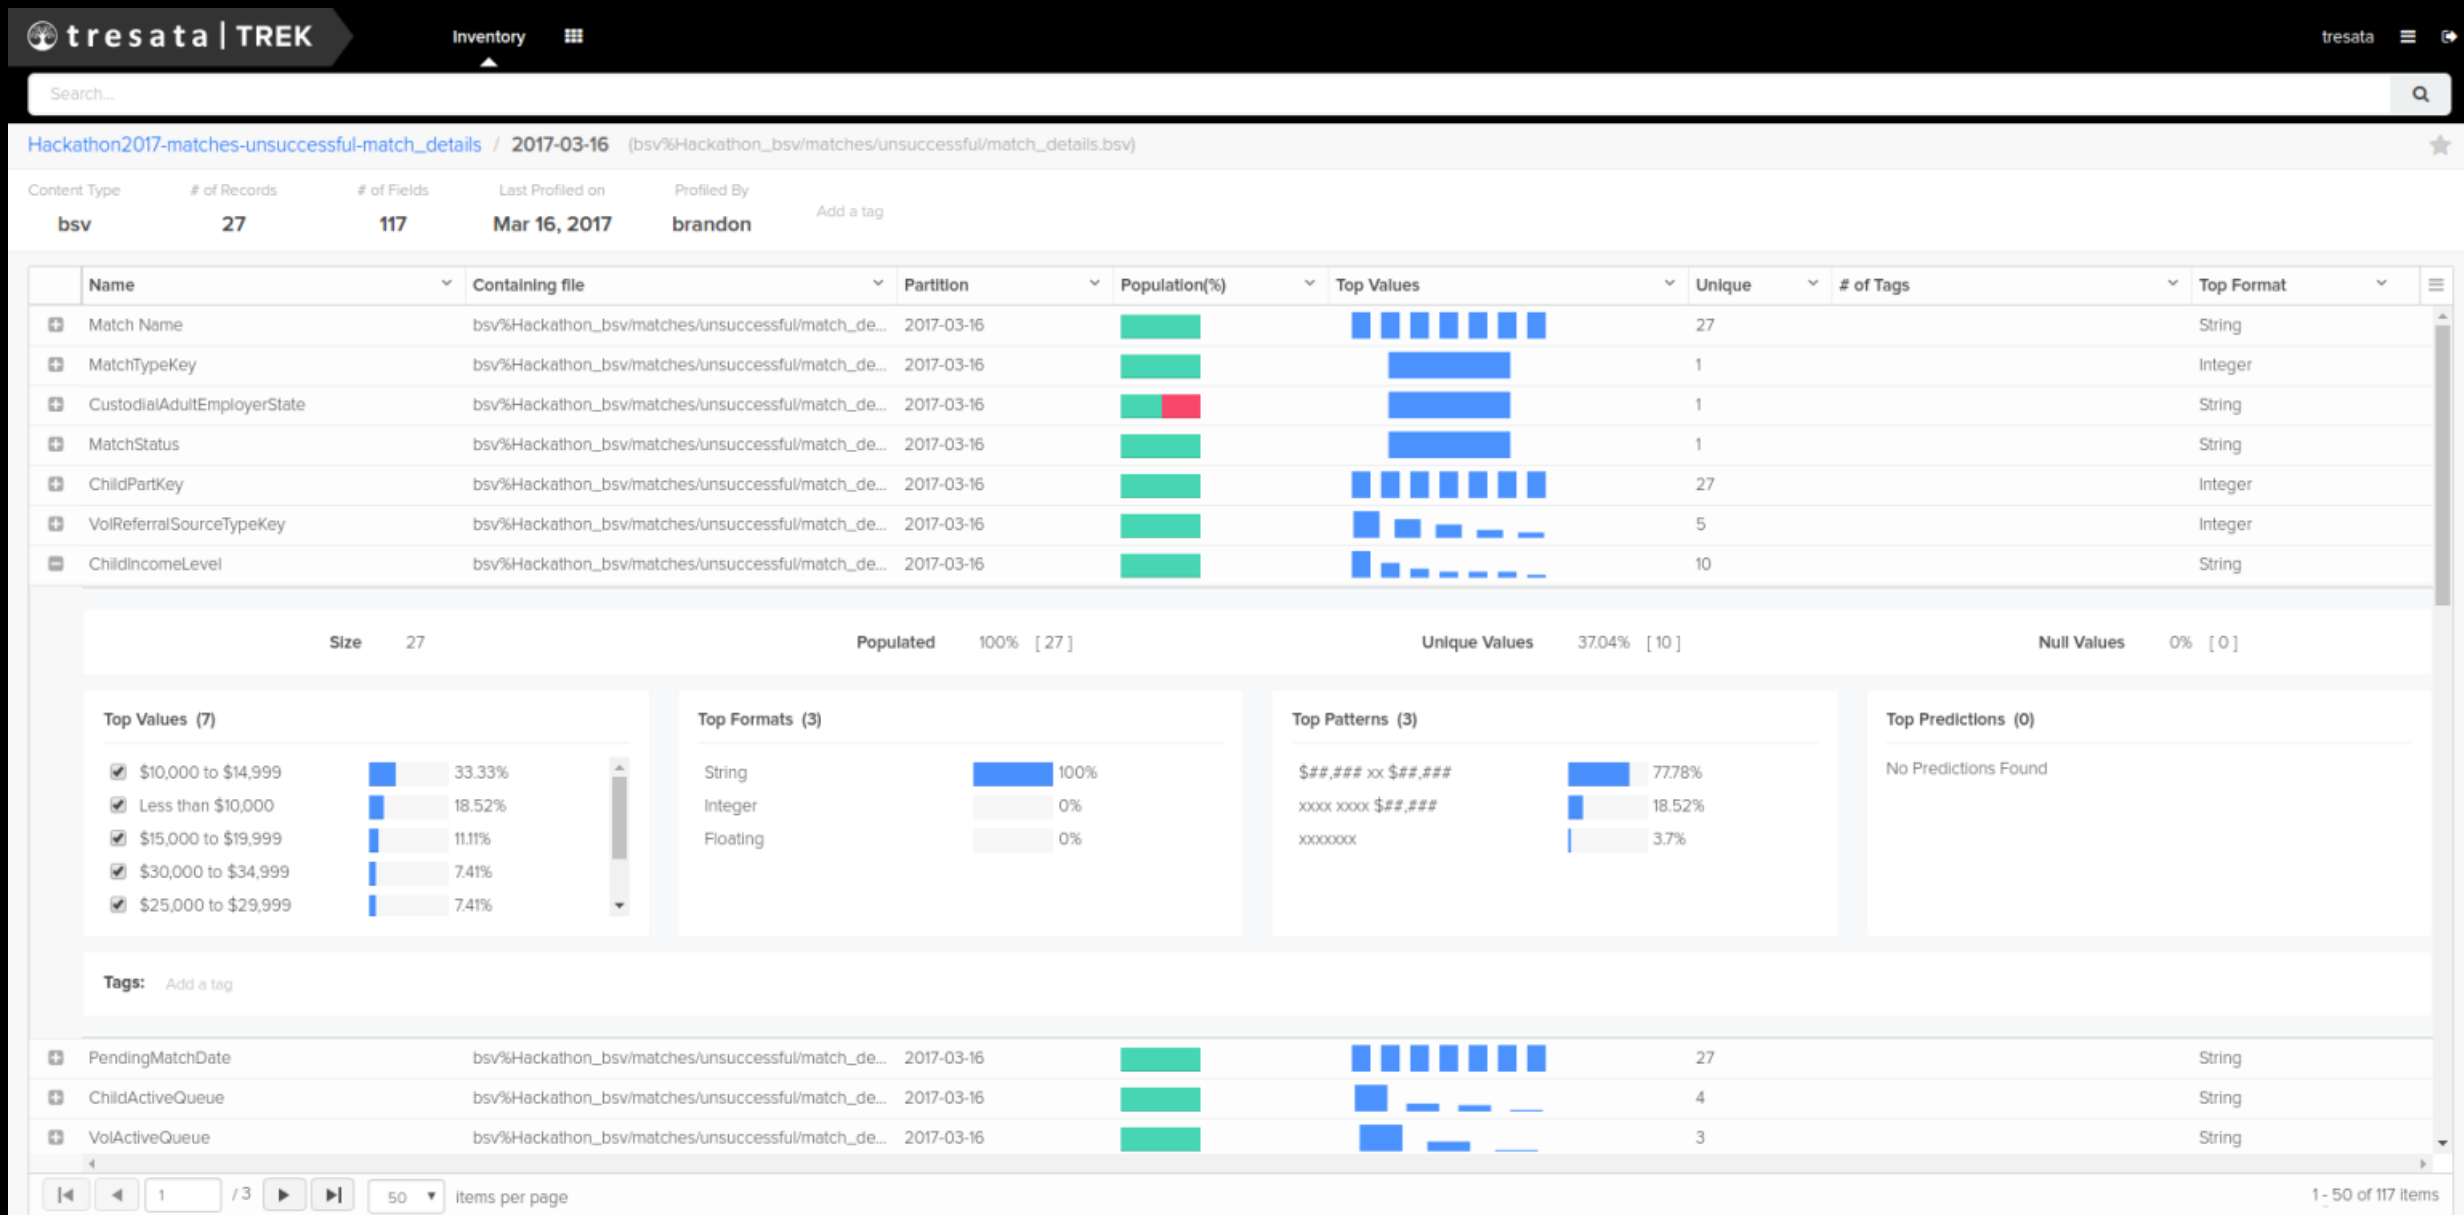 tresata | TREK
Inventory
tresata
Search...
Hackathon2017-matches-unsuccessful-match_details / 2017-03-16 (bsv%Hackathon_bsv/matches/unsuccessful/match_details.bsv)
Content Type # of Records # of Fields Last Profiled on Profiled By
bsv 27 117 Mar 16, 2017 brandon
Add a tag
Name Containing file Partition Population(%) Top Values Unique # of Tags Top Format
Match Name bsv%Hackathon_bsv/matches/unsuccessful/match_de... 2017-03-16 27 String
MatchTypeKey bsv%Hackathon_bsv/matches/unsuccessful/match_de... 2017-03-16 1 Integer
CustodialAdultEmployerState bsv%Hackathon_bsv/matches/unsuccessful/match_de... 2017-03-16 1 String
MatchStatus bsv%Hackathon_bsv/matches/unsuccessful/match_de... 2017-03-16 1 String
ChildPartKey bsv%Hackathon_bsv/matches/unsuccessful/match_de... 2017-03-16 27 Integer
VolReferralSourceTypeKey bsv%Hackathon_bsv/matches/unsuccessful/match_de... 2017-03-16 5 Integer
ChildIncomeLevel bsv%Hackathon_bsv/matches/unsuccessful/match_de... 2017-03-16 10 String
Size 27 Populated 100% [ 27 ] Unique Values 37.04% [ 10 ] Null Values 0% [ 0 ]
Top Values (7)
$10,000 to $14,999 33.33%
Less than $10,000 18.52%
$15,000 to $19,999 11.11%
$30,000 to $34,999 7.41%
$25,000 to $29,999 7.41%
Top Formats (3)
String 100%
Integer 0%
Floating 0%
Top Patterns (3)
$##,### xx $##,### 77.78%
xxxx xxxx $##,### 18.52%
xxxxxxx 3.7%
Top Predictions (0)
No Predictions Found
Tags: Add a tag
PendingMatchDate bsv%Hackathon_bsv/matches/unsuccessful/match_de... 2017-03-16 27 String
ChildActiveQueue bsv%Hackathon_bsv/matches/unsuccessful/match_de... 2017-03-16 4 String
VolActiveQueue bsv%Hackathon_bsv/matches/unsuccessful/match_de... 2017-03-16 3 String
1 / 3 50 items per page 1 - 50 of 117 items